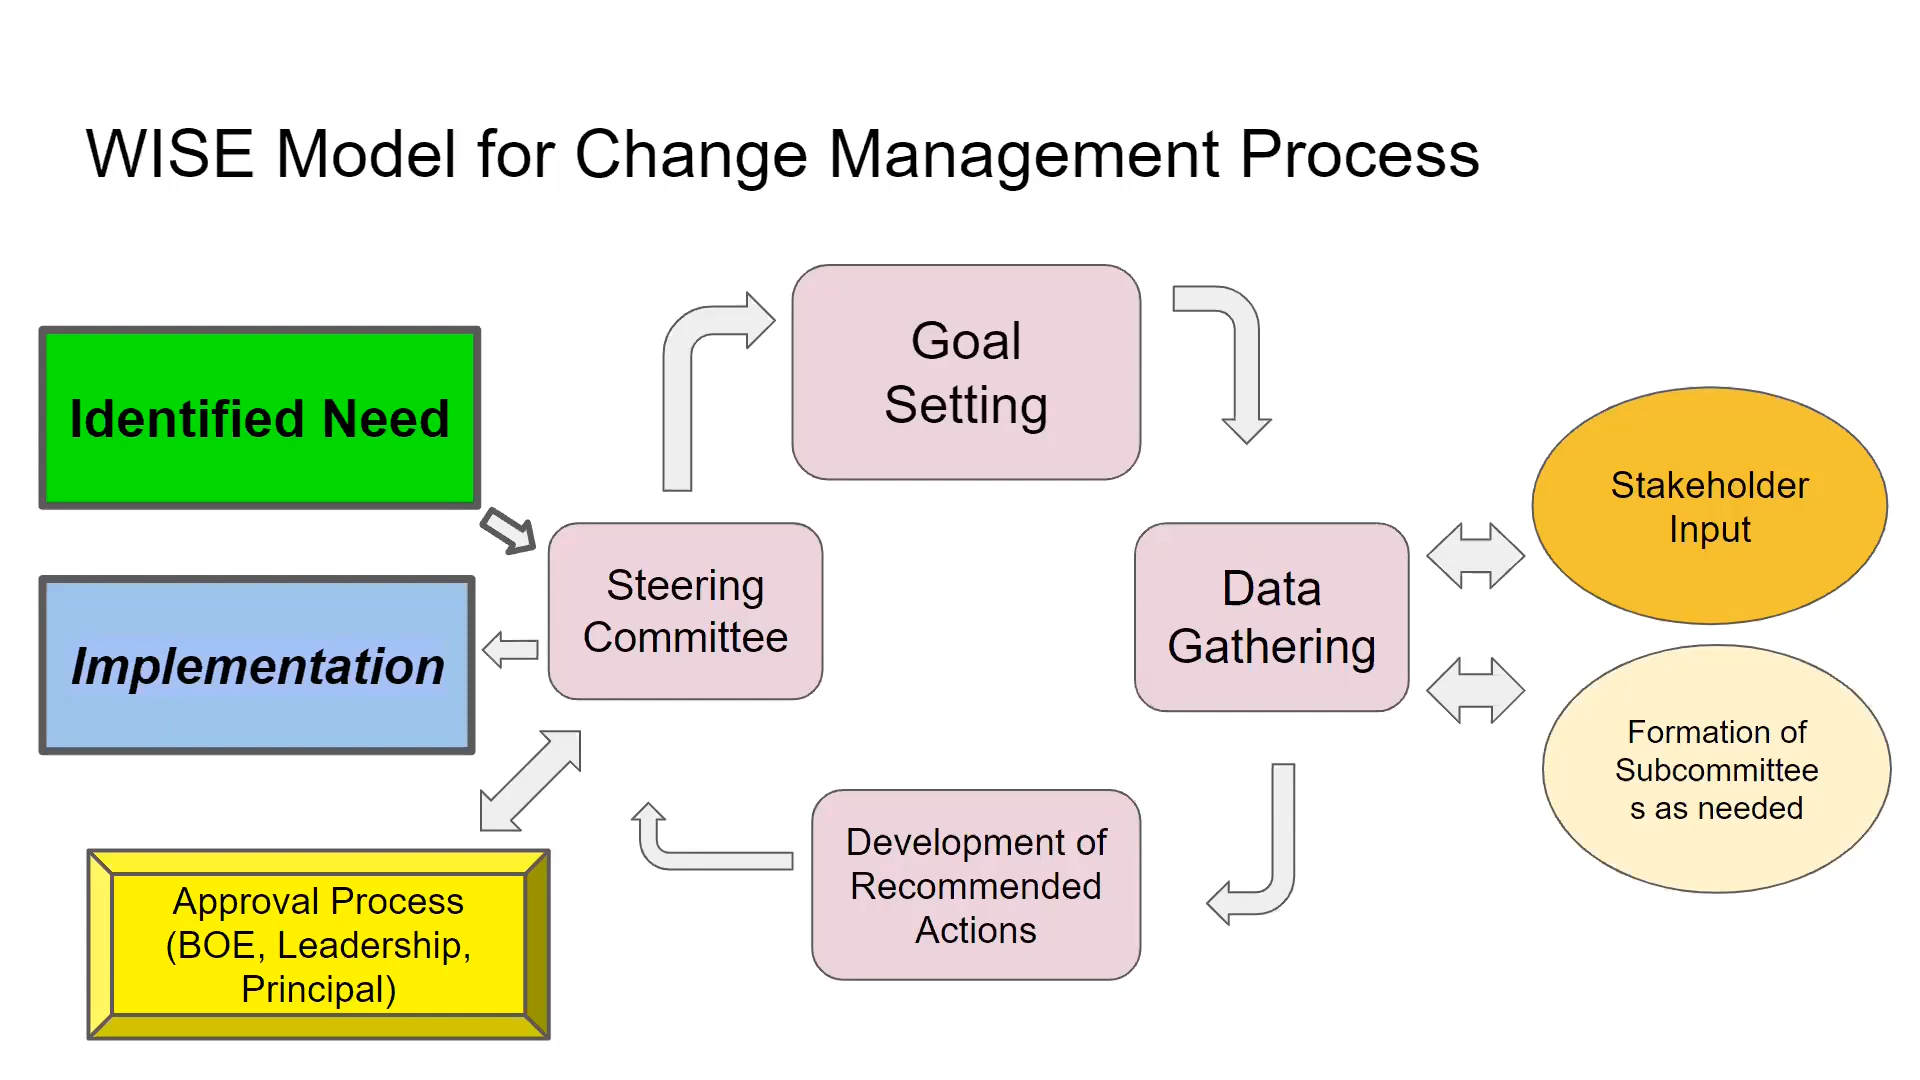 WISE Model for Change Management Process
Identified Need
Implementation
Approval Process
(BOE, Leadership,
Principal)
Steering
Committee
Goal
Setting
Data
Gathering
Development of
Recommended
Actions
Stakeholder
Input
Formation of
Subcommittee
s as needed